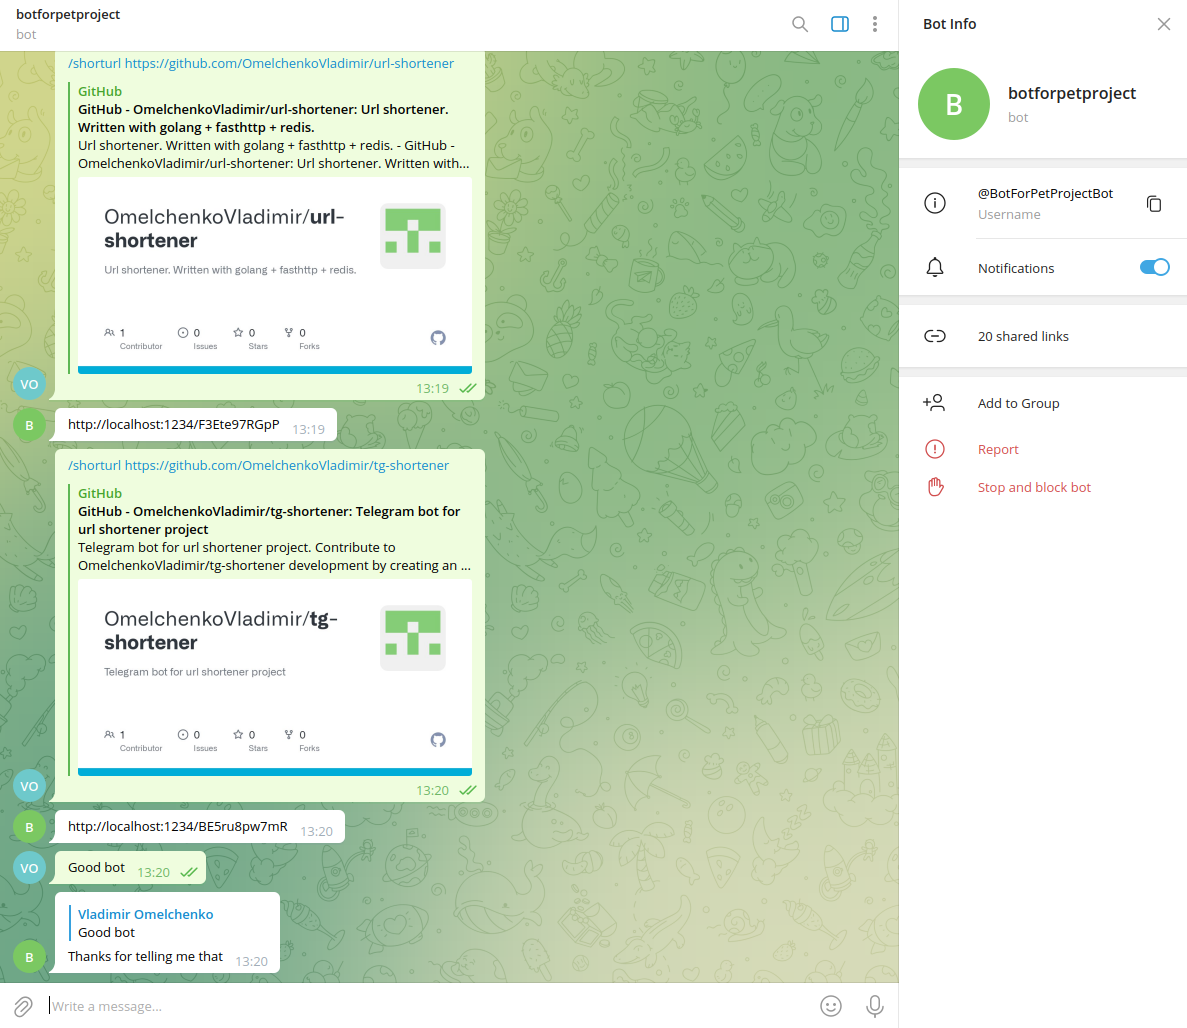 botforpetproject
bot
/shorturl https://github.com/OmelchenkoVladimir/url-shortener
GitHub
GitHub - OmelchenkoVladimir/url-shortener: Url shortener.
Written with golang + fasthttp + redis.
Url shortener. Written with golang + fasthttp + redis. - GitHub -
OmelchenkoVladimir/url-shortener: Url shortener. Written with...
OmelchenkoVladimir/url-
shortener
Url shortener. Written with golang + fasthttp + redis.
1 0 0 0
Contributor Issues Stars Forks
VO 13:19
B http://localhost:1234/F3Ete97RGpP 13:19
/shorturl https://github.com/OmelchenkoVladimir/tg-shortener
GitHub
GitHub - OmelchenkoVladimir/tg-shortener: Telegram bot for
url shortener project
Telegram bot for url shortener project. Contribute to
OmelchenkoVladimir/tg-shortener development by creating an ...
OmelchenkoVladimir/tg-
shortener
Telegram bot for url shortener project
1 0 0 0
Contributor Issues Stars Forks
VO 13:20
B http://localhost:1234/BE5ru8pw7mR 13:20
VO Good bot 13:20
Vladimir Omelchenko
Good bot
B Thanks for telling me that 13:20
Write a message...
Bot Info
B
botforpetproject
bot
@BotForPetProjectBot
Username
Notifications
20 shared links
Add to Group
Report
Stop and block bot